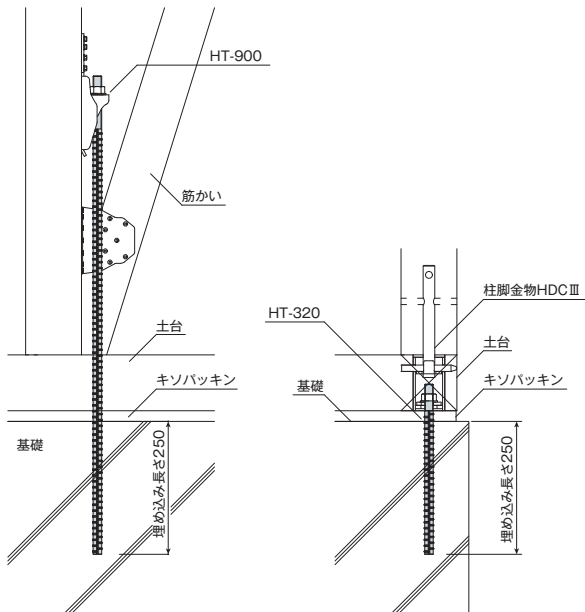 HT-900
筋かい
土台
キソパッキン
基礎
埋め込み長さ250
柱脚金物HDCⅢ
HT-320
土台
基礎
キソパッキン
埋め込み長さ250